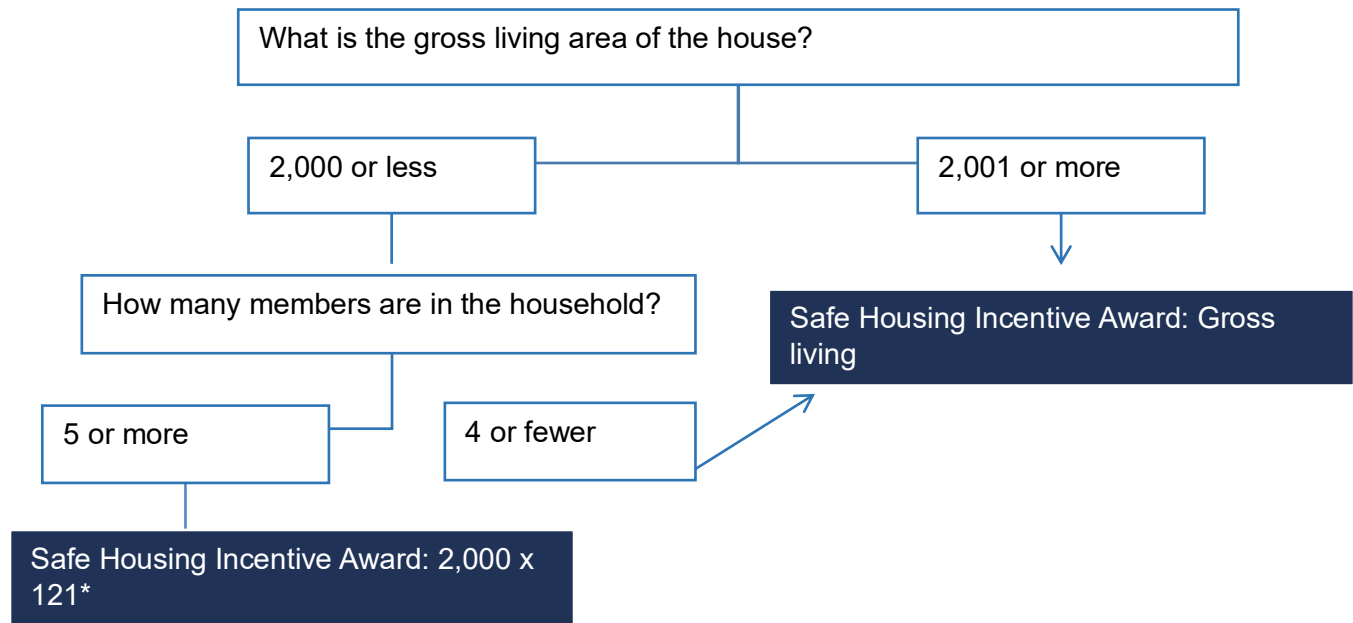 What is the gross living area of the house?
2,000 or less
2,001 or more
How many members are in the household?
Safe Housing Incentive Award: Gross
living
5 or more
4 or fewer
Safe Housing Incentive Award: 2,000 x
121*